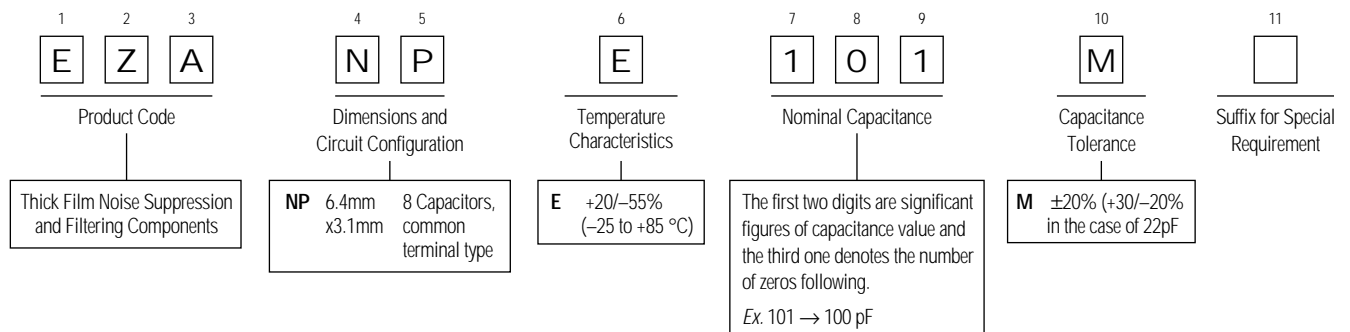 1 2 3 4 5 6 7 8 9 10 11
E Z A N P E 1 0 1 M
Product Code
Dimensions and
Circuit Configuration
Temperature
Characteristics
Nominal Capacitance
Capacitance
Tolerance
Suffix for Special
Requirement
Thick Film Noise Suppression
and Filtering Components
NP 6.4mm 8 Capacitors,
x3.1mm common
terminal type
E +20/–55%
(–25 to +85 °C)
The first two digits are significant
figures of capacitance value and
the third one denotes the number
of zeros following.
Ex. 101 → 100 pF
M ±20% (+30/–20%
in the case of 22pF